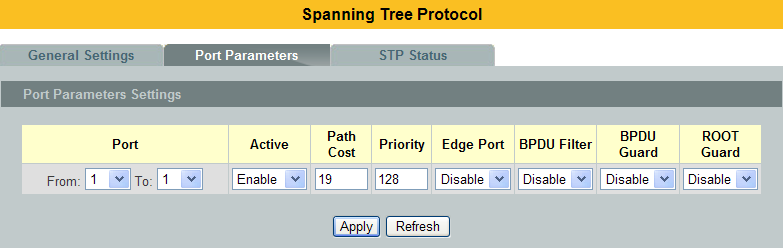 Spanning Tree Protocol
General Settings Port Parameters STP Status
Port Parameters Settings
Port Active Path Cost Priority Edge Port BPDU Filter BPDU Guard ROOT Guard
From: 1 To: 1 Enable 19 128 Disable Disable Disable Disable
Apply Refresh